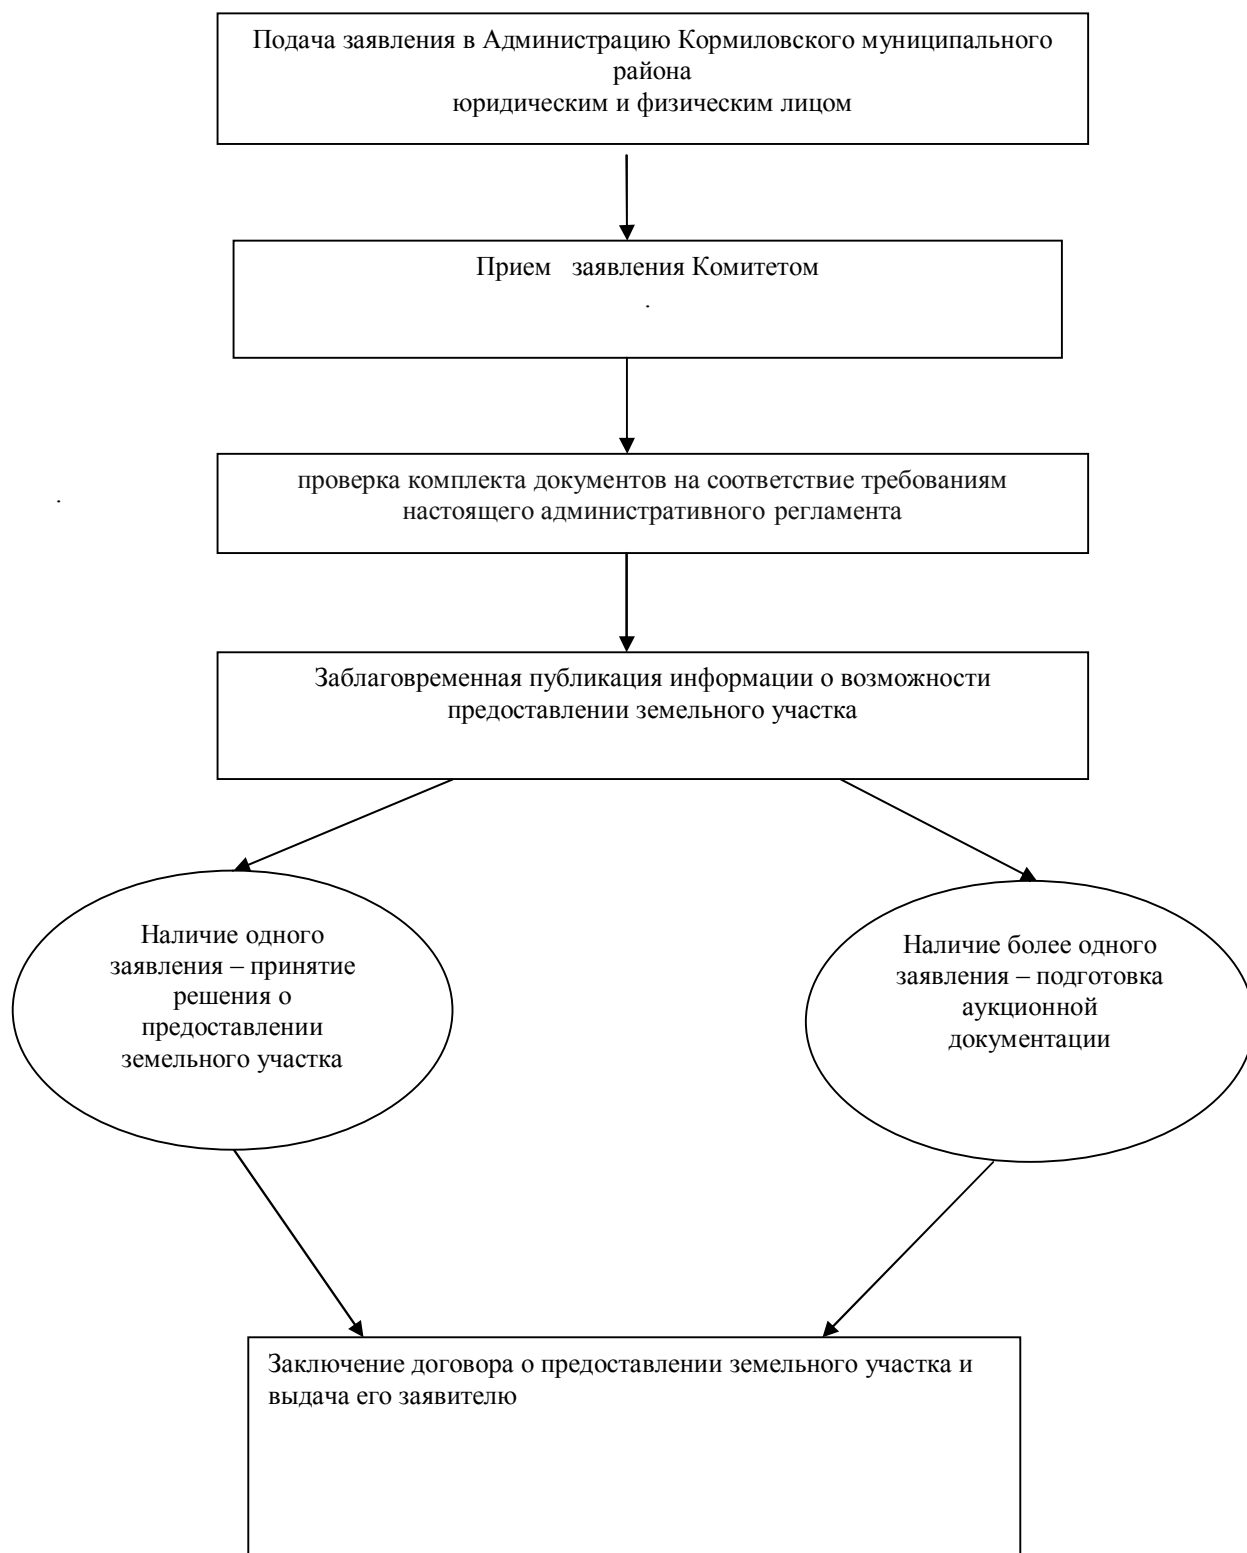 Подача заявления в Администрацию Кормиловского муниципального
района
юридическим и физическим лицом
Прием заявления Комитетом
.
.
проверка комплекта документов на соответствие требованиям
настоящего административного регламента
Заблаговременная публикация информации о возможности
предоставлении земельного участка
Наличие одного
заявления – принятие
решения о
предоставлении
земельного участка
Наличие более одного
заявления – подготовка
аукционной
документации
Заключение договора о предоставлении земельного участка и
выдача его заявителю